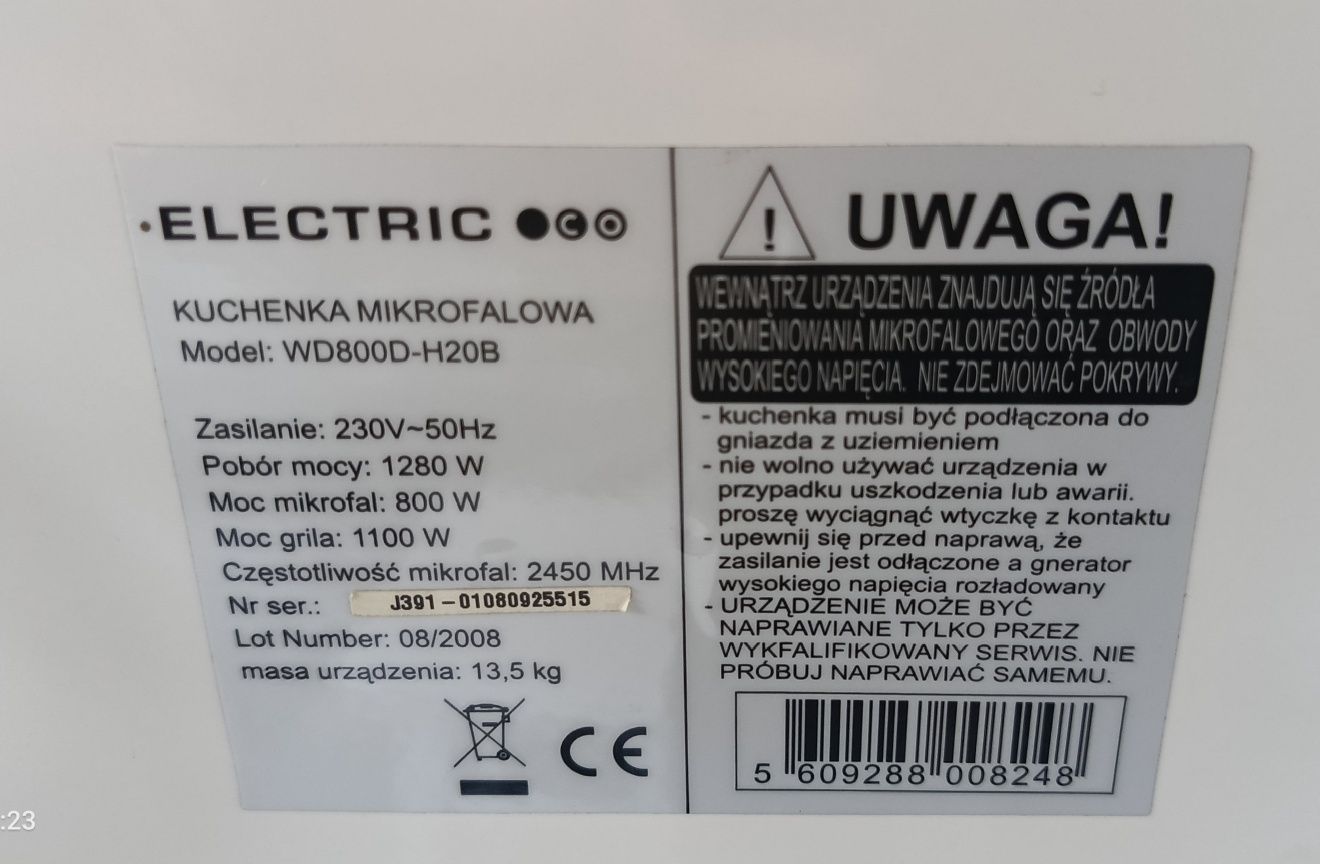 ELECTRIC CO
KUCHENKA MIKROFALOWA
Model: WD800D-H20B
Zasilanie: 230V~50Hz
Pobór mocy: 1280 W
Moc mikrofal: 800 W
Moc grila: 1100 W
Częstotliwość mikrofal: 2450 MHz
Nr ser.: J391-01080925515
Lot Number: 08/2008
masa urządzenia: 13,5 kg
CE
! UWAGA!
WEWNĄTRZ URZĄDZENIA ZNAJDUJĄ SIĘ ŹRÓDŁA
PROMIENIOWANIA MIKROFALOWEGO ORAZ OBWODY
WYSOKIEGO NAPIĘCIA. NIE ZDEJMOWAĆ POKRYWY.
- kuchenka musi być podłączona do
gniazda z uziemieniem
- nie wolno używać urządzenia w
przypadku uszkodzenia lub awarii.
proszę wyciągnąć wtyczkę z kontaktu
- upewnij się przed naprawą, że
zasilanie jest odłączone a gnerator
wysokiego napięcia rozładowany
- URZĄDZENIE MOŻE BYĆ
NAPRAWIANE TYLKO PRZEZ
WYKFALIFIKOWANY SERWIS. NIE
PRÓBUJ NAPRAWIAĆ SAMEMU.
5 609288 008248
:23